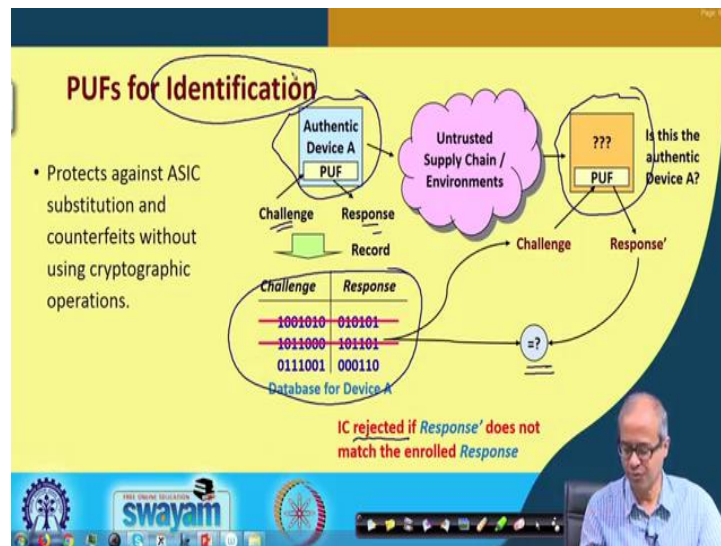 PUFs for Identification
• Protects against ASIC
substitution and
counterfeits without
using cryptographic
operations.
Authentic
Device A
PUF
Challenge
Response
Record
Untrusted
Supply Chain /
Environments
???
PUF
Is this the
authentic
Device A?
Challenge
Response'
Challenge Response
1001010 010101
1011000 101101
0111001 000110
Database for Device A
=?
IC rejected if Response' does not
match the enrolled Response
FREE ONLINE EDUCATION
swayam